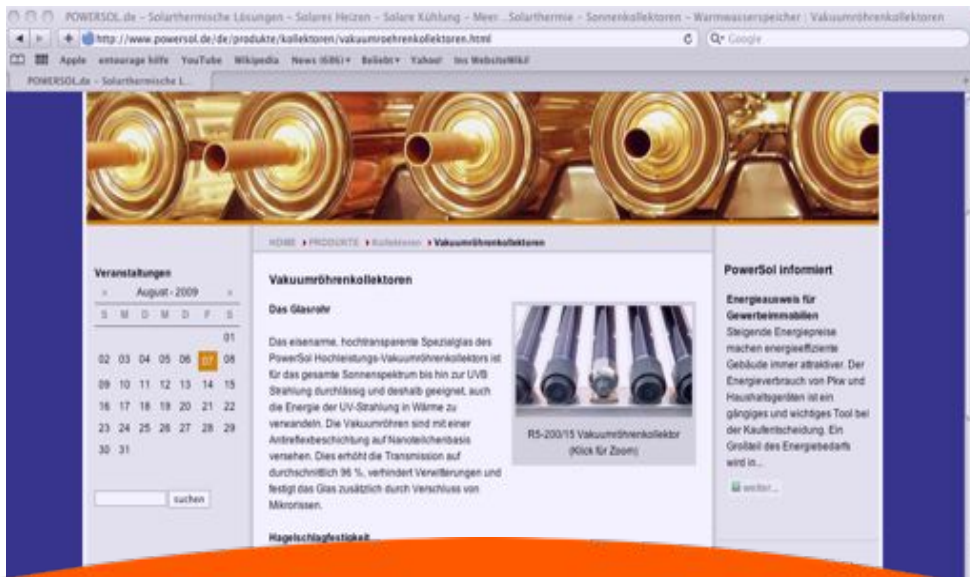 POWERSOL.de – Solarthermische Lösungen – Solares Heizen – Solare Kühlung – Meer...Solarthermie – Sonnenkollektoren – Warmwasserspeicher | Vakuumröhrenkollektoren
http://www.powersol.de/de/produkte/kollektoren/vakuumroehrenkollektoren.html
Google
Apple entourage hilfe YouTube Wikipedia News (686) Beliebt Yahoo!
POWERSOL.de – Solarthermische L...
HOME PRODUKTE Kollektoren Vakuumröhrenkollektoren
Veranstaltungen
« August - 2009 »
S M D M D F S
01
02 03 04 05 06 07 08
09 10 11 12 13 14 15
16 17 18 19 20 21 22
23 24 25 26 27 28 29
30 31
suchen
Vakuumröhrenkollektoren
Das Glasrohr
Das eisenarme, hochtransparente Spezialglas des
PowerSol Hochleistungs-Vakuumröhrenkollektors ist
für das gesamte Sonnenspektrum bis hin zur UVB
Strahlung durchlässig und deshalb geeignet, auch
die Energie der UV-Strahlung in Wärme zu
verwandeln. Die Vakuumröhren sind mit einer
Antireflexbeschichtung auf Nanoteilchenbasis
versehen. Dies erhöht die Transmission auf
durchschnittlich 96 %, verhindert Verwitterungen und
festigt das Glas zusätzlich durch Verschluss von
Mikrorissen.
Hagelschlagfestigkeit
RS-200/15 Vakuumröhrenkollektor
(Klick für Zoom)
PowerSol informiert
Energieausweis für
Gewerbeimmobilien
Steigende Energiepreise
machen energieeffiziente
Gebäude immer attraktiver. Der
Energieverbrauch von Pkw und
Haushaltsgeräten ist ein
gängiges und wichtiges Tool bei
der Kaufentscheidung. Ein
Großteil des Energiebedarfs
wird in...
weiter...